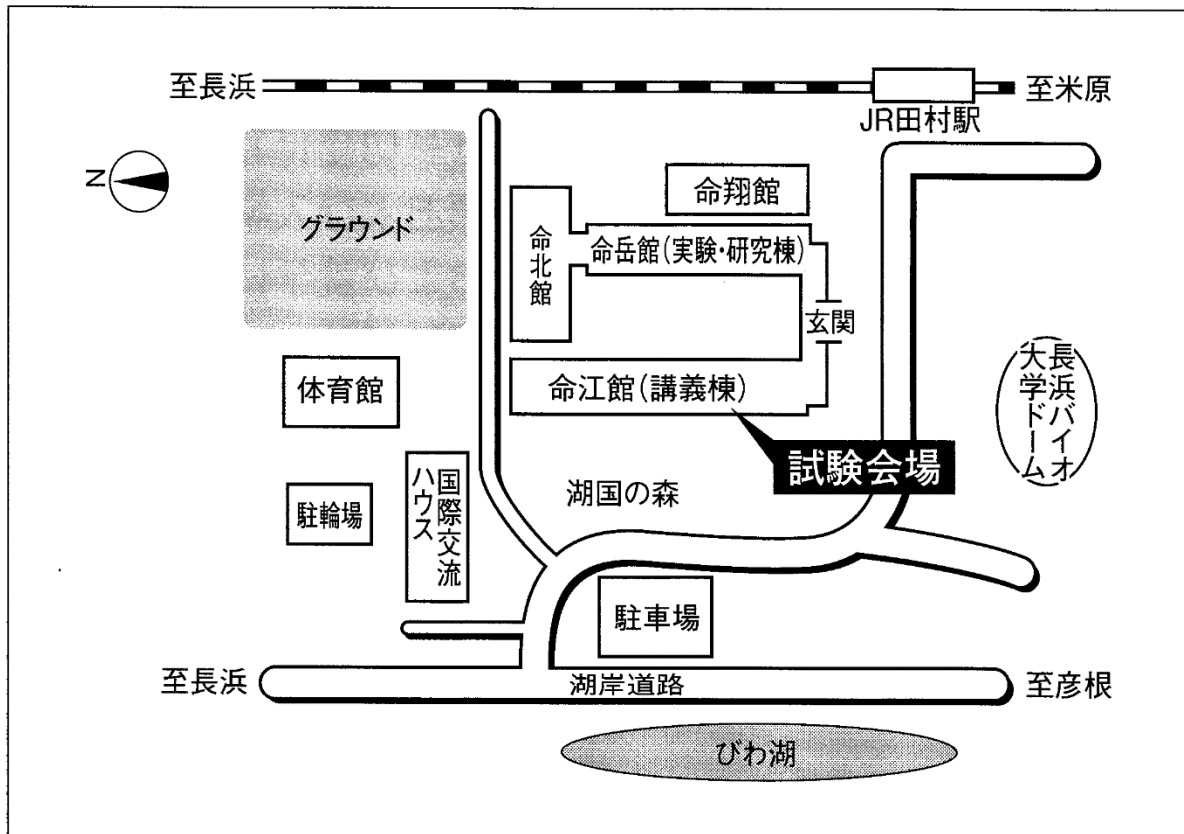 至長浜
至米原
JR田村駅
N
グラウンド
命翔館
命北館
命岳館(実験・研究棟)
玄関
体育館
命江館(講義棟)
長浜バイオ
大学ドーム
試験会場
駐輪場
国際交流
ハウス
湖国の森
駐車場
至長浜
湖岸道路
至彦根
びわ湖